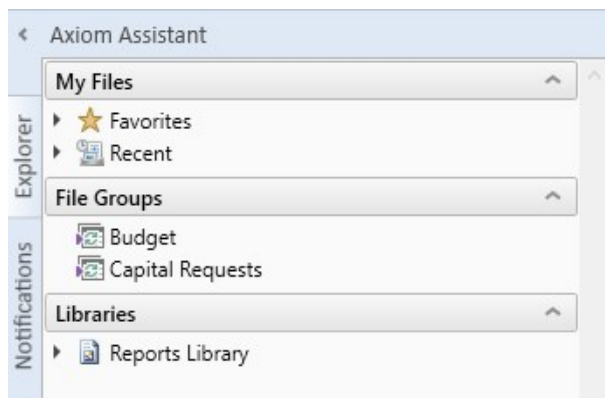 Axiom Assistant
My Files
Favorites
Recent
File Groups
Budget
Capital Requests
Libraries
Reports Library
Explorer
Notifications